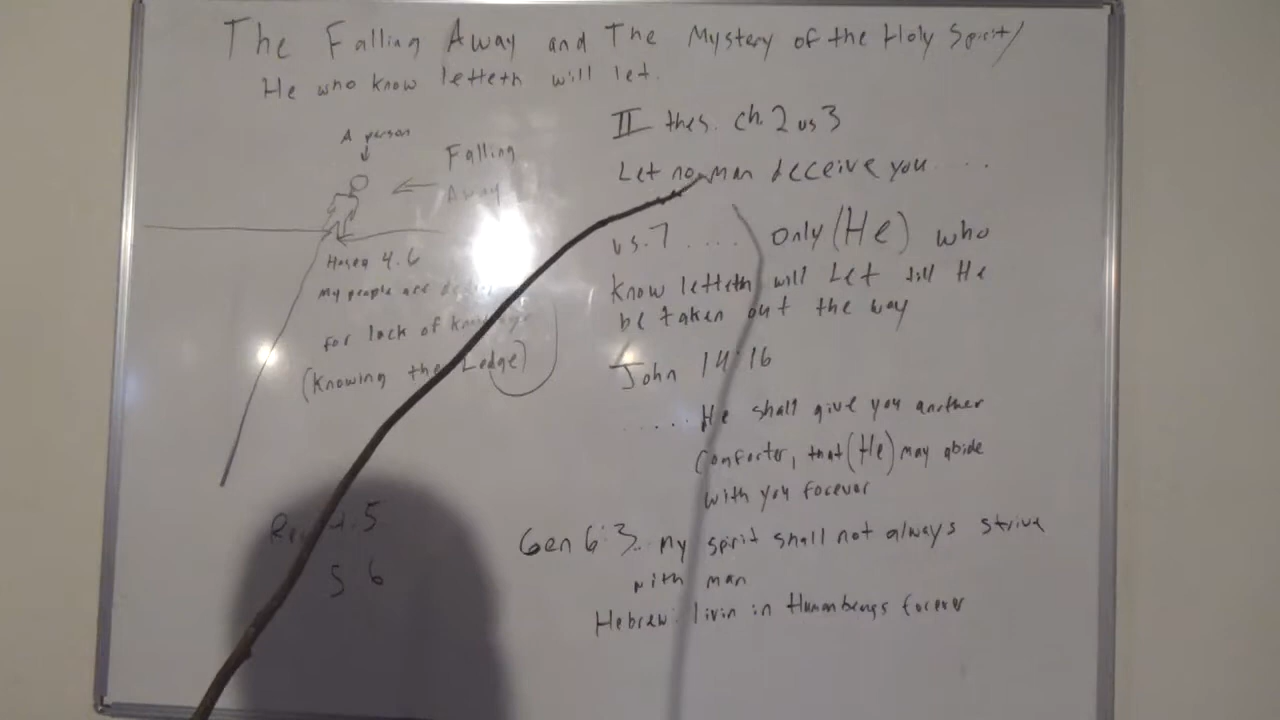 The Falling Away and The Mystery of the Holy Spirit
He who know letteth will let.
A person
Falling
Away
Hosea 4.6
My people are
for lack of
(Knowing the Ledge)
5
5 6
II thes. ch. 2 vs 3
Let no man deceive you ....
vs. 7 .... only (He) who
know letteth will Let till He
be taken out the way
John 14:16
..... He shall give you another
Comforter, that (He) may abide
with you forever
Gen 6:3.. My spirit shall not always strive
with man
Hebrew: livin in Humanbeings forever